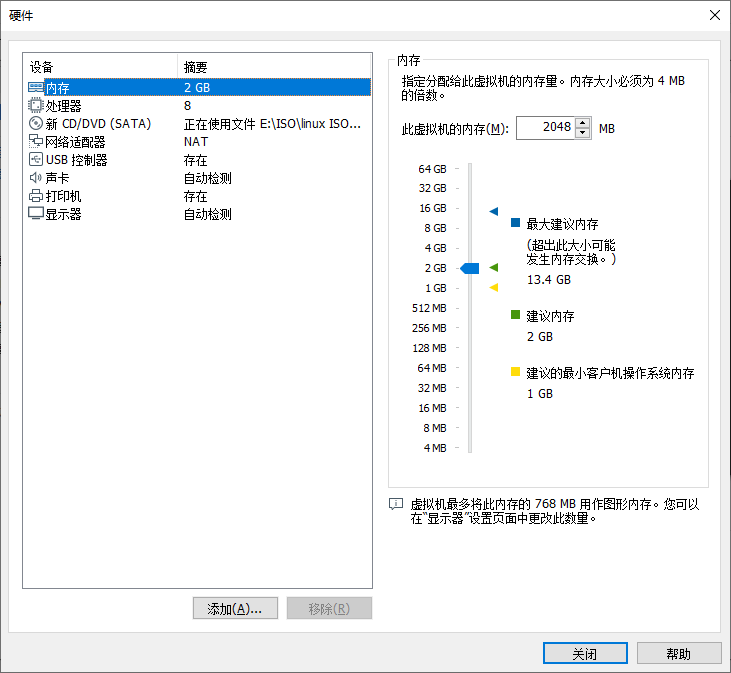 硬件
设备 摘要
内存 2 GB
处理器 8
新 CD/DVD (SATA) 正在使用文件 E:\ISO\linux ISO...
网络适配器 NAT
USB 控制器 存在
声卡 自动检测
打印机 存在
显示器 自动检测
添加(A)... 移除(R)
内存
指定分配给此虚拟机的内存量。内存大小必须为 4 MB
的倍数。
此虚拟机的内存(M): 2048 MB
64 GB
32 GB
16 GB
8 GB
4 GB
2 GB
1 GB
512 MB
256 MB
128 MB
64 MB
32 MB
16 MB
8 MB
4 MB
最大建议内存
(超出此大小可能
发生内存交换。)
13.4 GB
建议内存
2 GB
建议的最小客户机操作系统内存
1 GB
虚拟机最多将此内存的 768 MB 用作图形内存。您可以
在“显示器”设置页面中更改此数量。
关闭 帮助